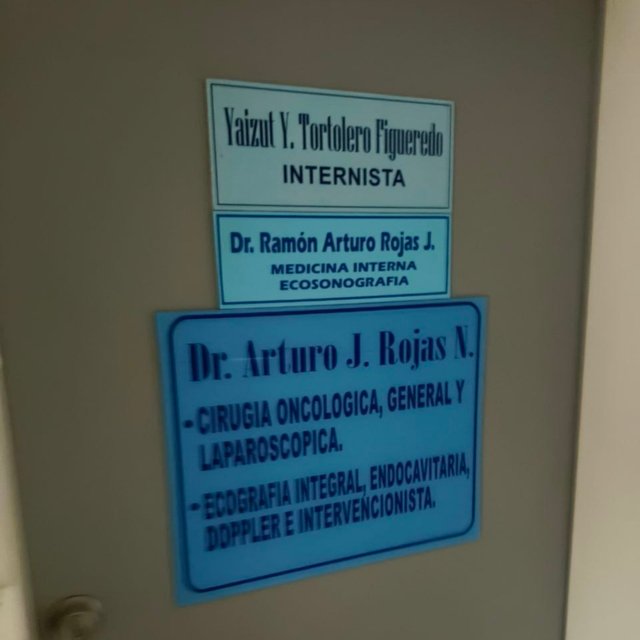 Yaizut Y. Tortolero Figueredo
INTERNISTA
Dr. Ramón Arturo Rojas J.
MEDICINA INTERNA
ECOSONOGRAFIA
Dr. Arturo J. Rojas N.
-CIRUGIA ONCOLOGICA, GENERAL Y
LAPAROSCOPICA.
-ECOGRAFIA INTEGRAL, ENDOCAVITARIA,
DOPPLER E INTERVENCIONISTA.